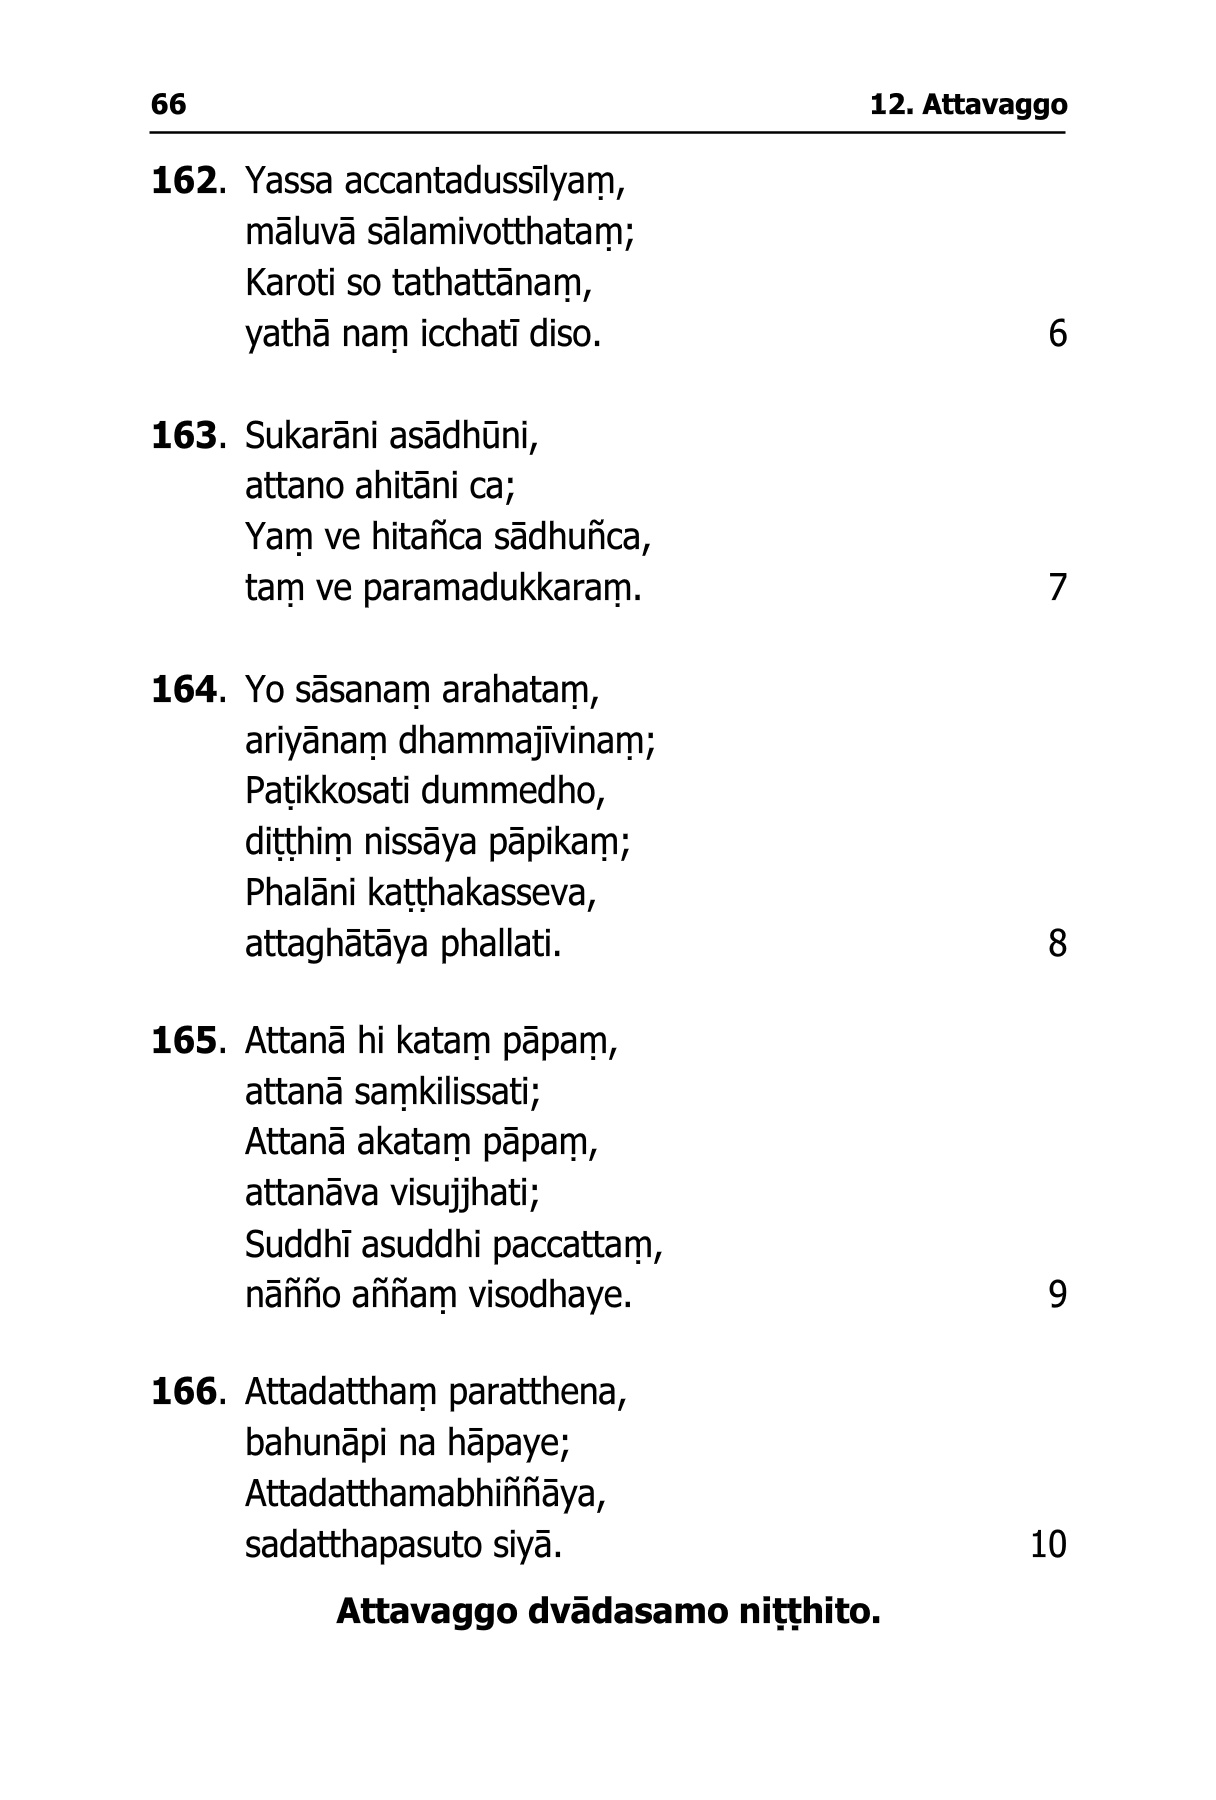 66 12. Attavaggo
162. Yassa accantadussīlyaṃ,
māluvā sālamivotthataṃ;
Karoti so tathattānaṃ,
yathā naṃ icchatī diso. 6
163. Sukarāni asādhūni,
attano ahitāni ca;
Yaṃ ve hitañca sādhuñca,
taṃ ve paramadukkaraṃ. 7
164. Yo sāsanaṃ arahataṃ,
ariyānaṃ dhammajīvinaṃ;
Paṭikkosati dummedho,
diṭṭhiṃ nissāya pāpikaṃ;
Phalāni kaṭṭhakasseva,
attaghātāya phallati. 8
165. Attanā hi kataṃ pāpaṃ,
attanā saṃkilissati;
Attanā akataṃ pāpaṃ,
attanāva visujjhati;
Suddhī asuddhi paccattaṃ,
nāñño aññaṃ visodhaye. 9
166. Attadatthaṃ paratthena,
bahunāpi na hāpaye;
Attadatthamabhiññāya,
sadatthapasuto siyā. 10
Attavaggo dvādasamo niṭṭhito.